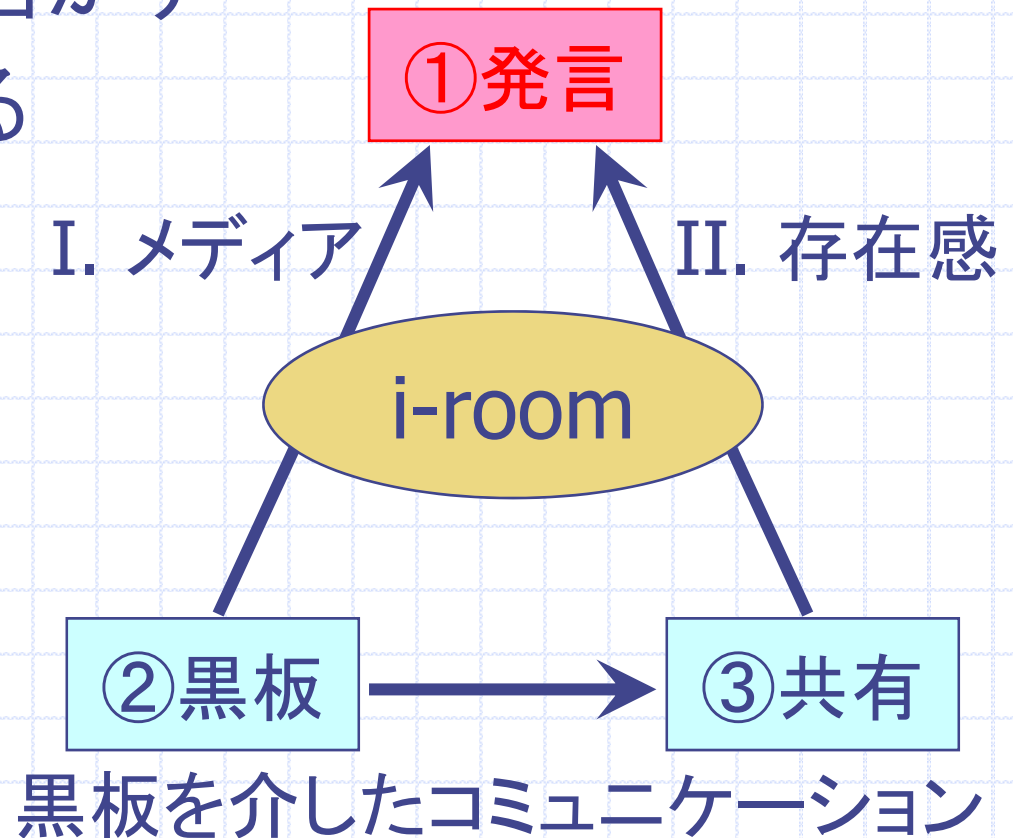 る
①発言
I. メディア
II. 存在感
i-room
②黒板
③共有
黒板を介したコミュニケーション